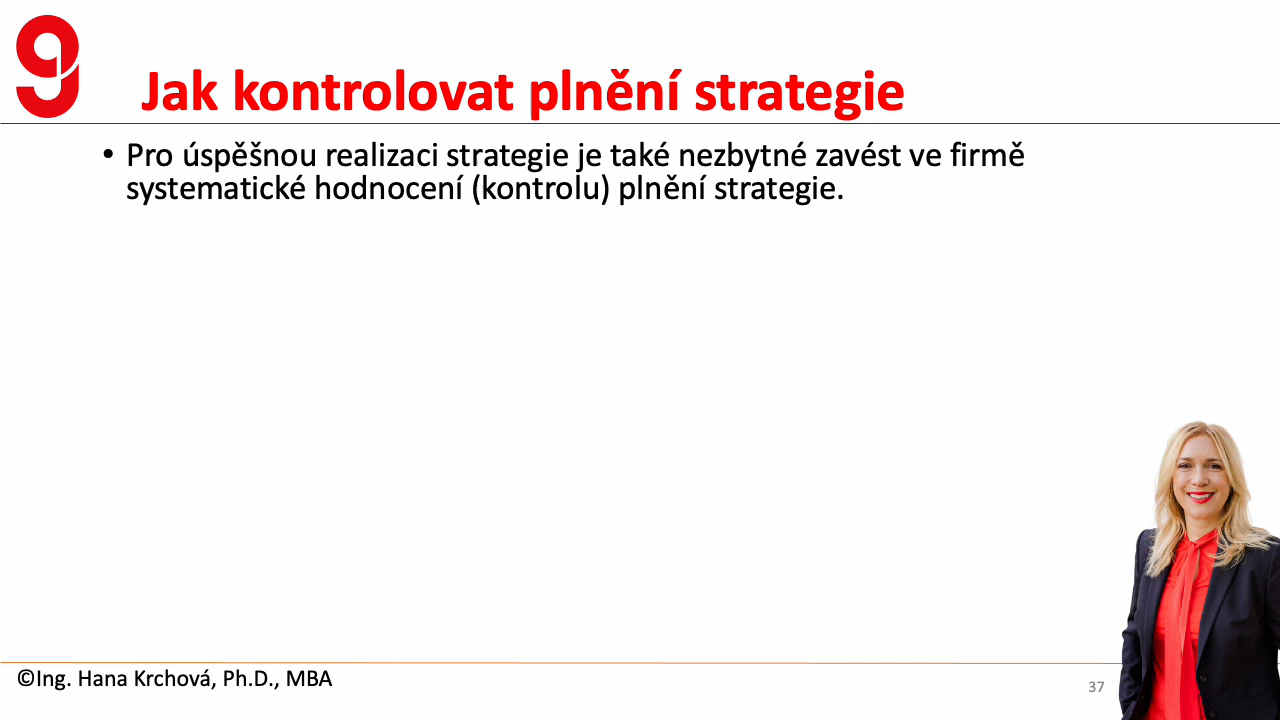 Jak kontrolovat plnění strategie
• Pro úspěšnou realizaci strategie je také nezbytné zavést ve firmě
systematické hodnocení (kontrolu) plnění strategie.
©Ing. Hana Krchová, Ph.D., MBA
37